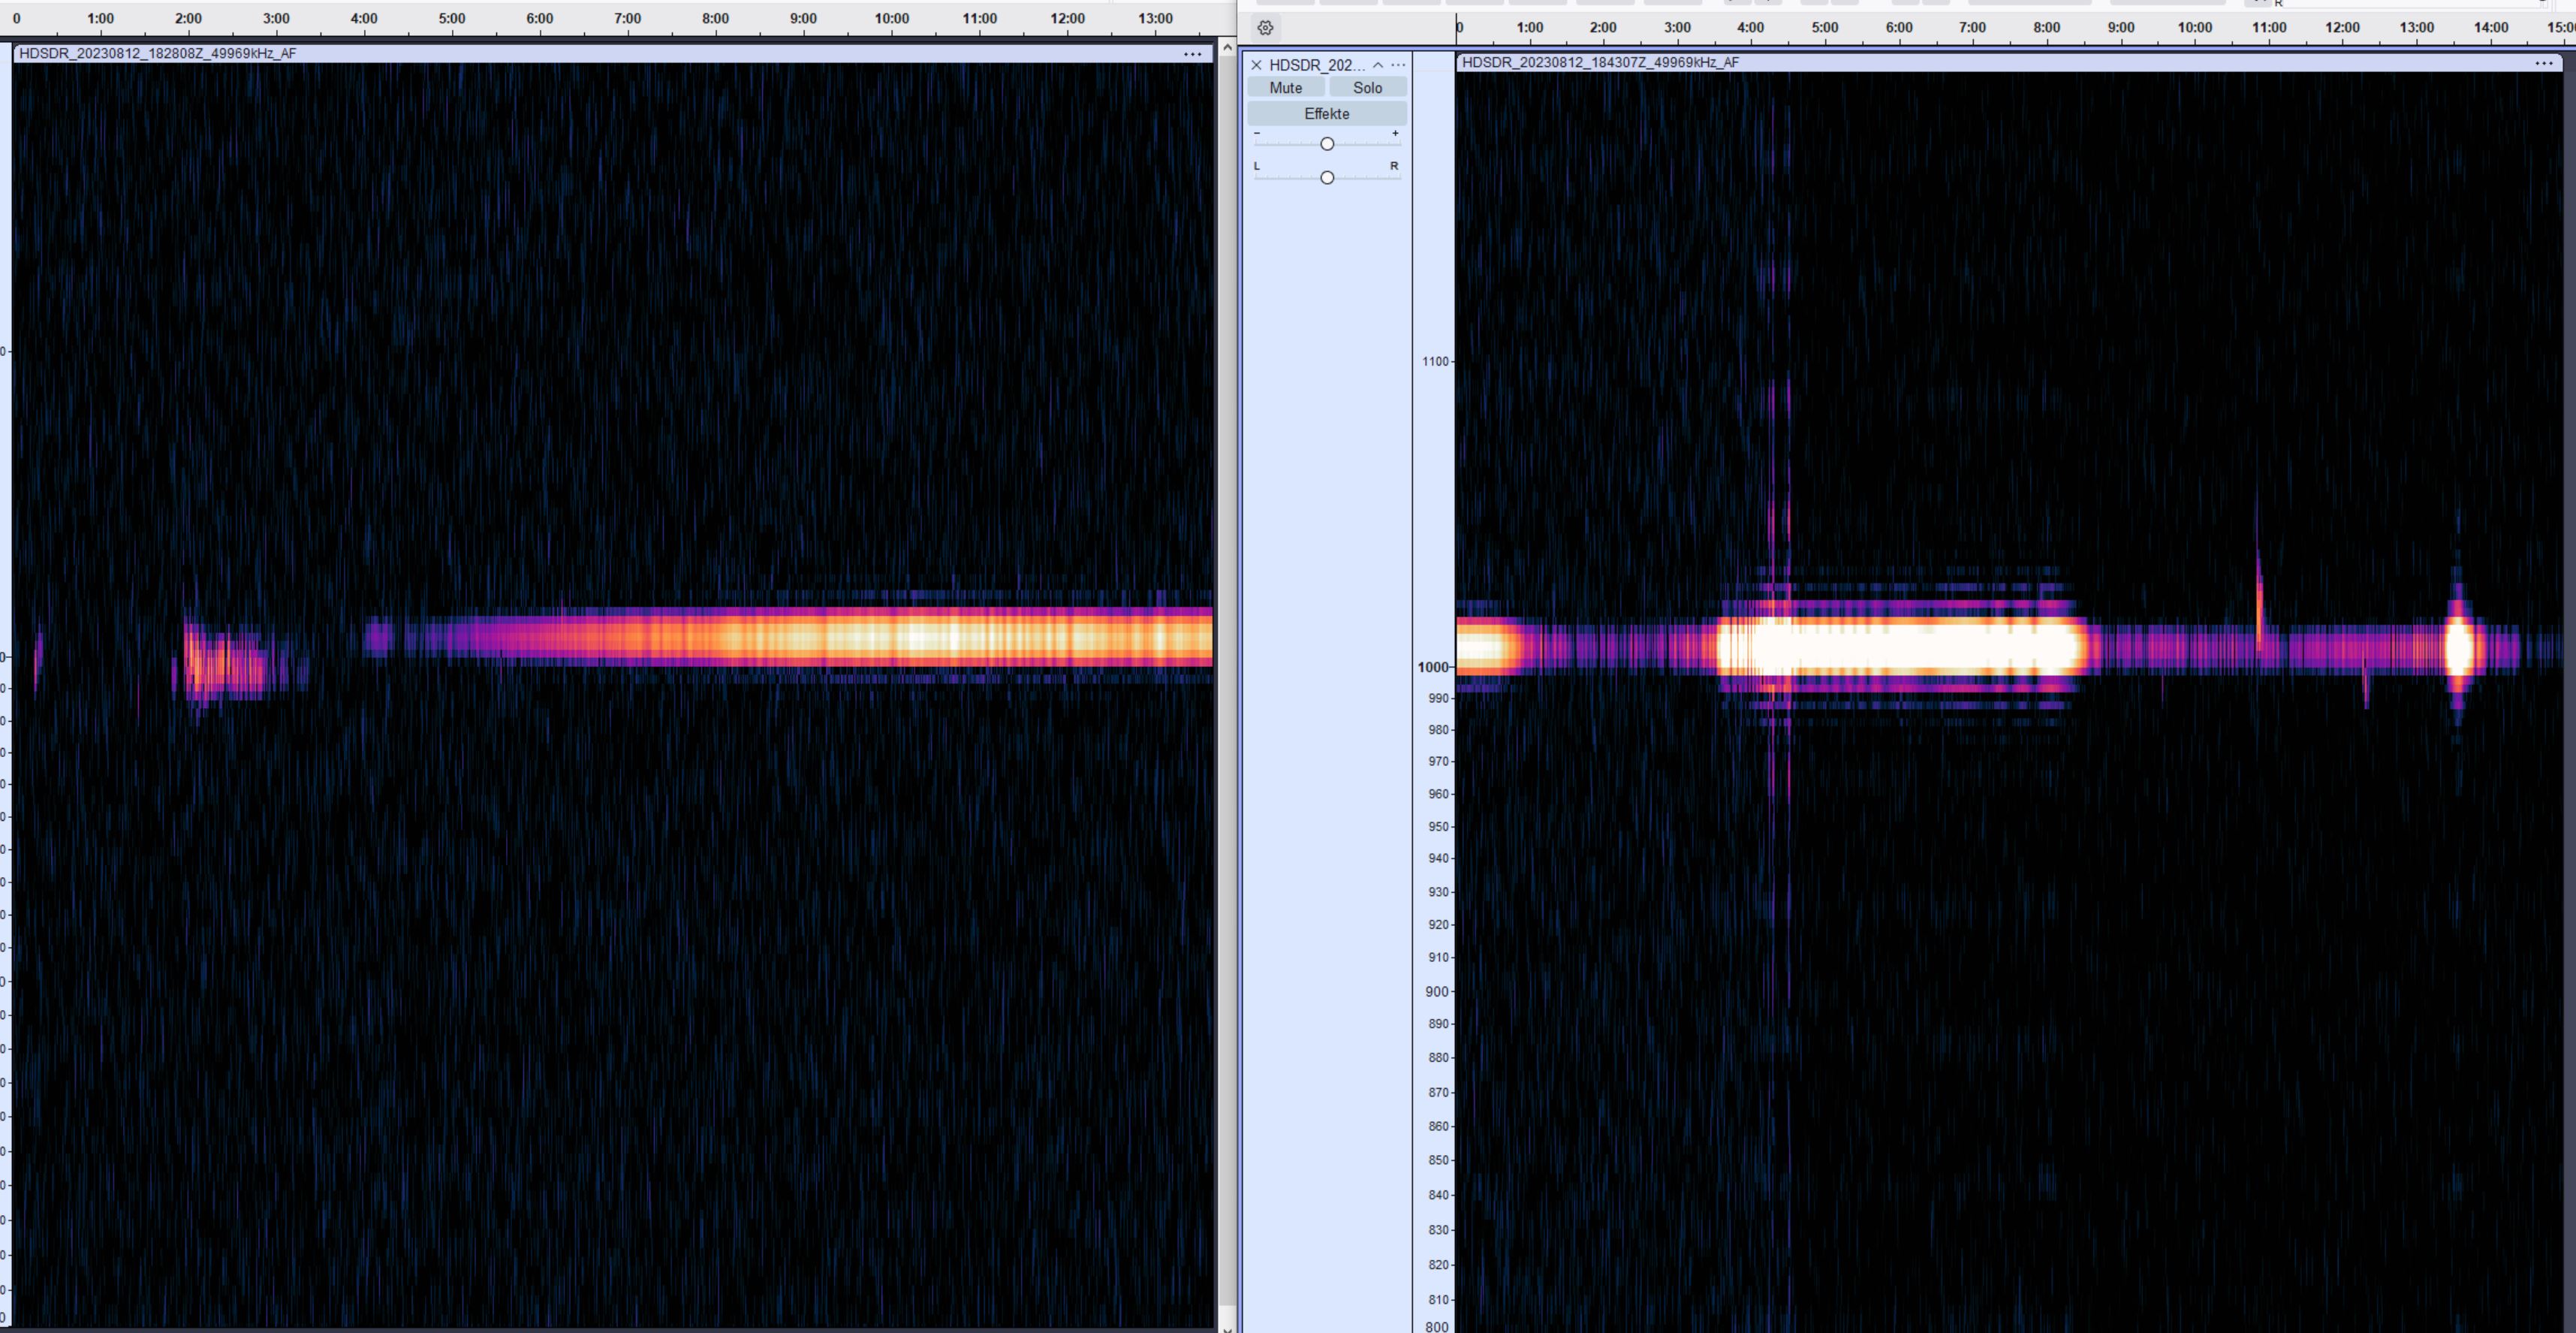 0 1:00 2:00 3:00 4:00 5:00 6:00 7:00 8:00 9:00 10:00 11:00 12:00 13:00
HDSDR_20230812_182808Z_49969kHz_AF
R
0 1:00 2:00 3:00 4:00 5:00 6:00 7:00 8:00 9:00 10:00 11:00 12:00 13:00 14:00 15:00
HDSDR_202...
HDSDR_20230812_184307Z_49969kHz_AF
Mute Solo
Effekte
- +
L R
1100
1000
990
980
970
960
950
940
930
920
910
900
890
880
870
860
850
840
830
820
810
800